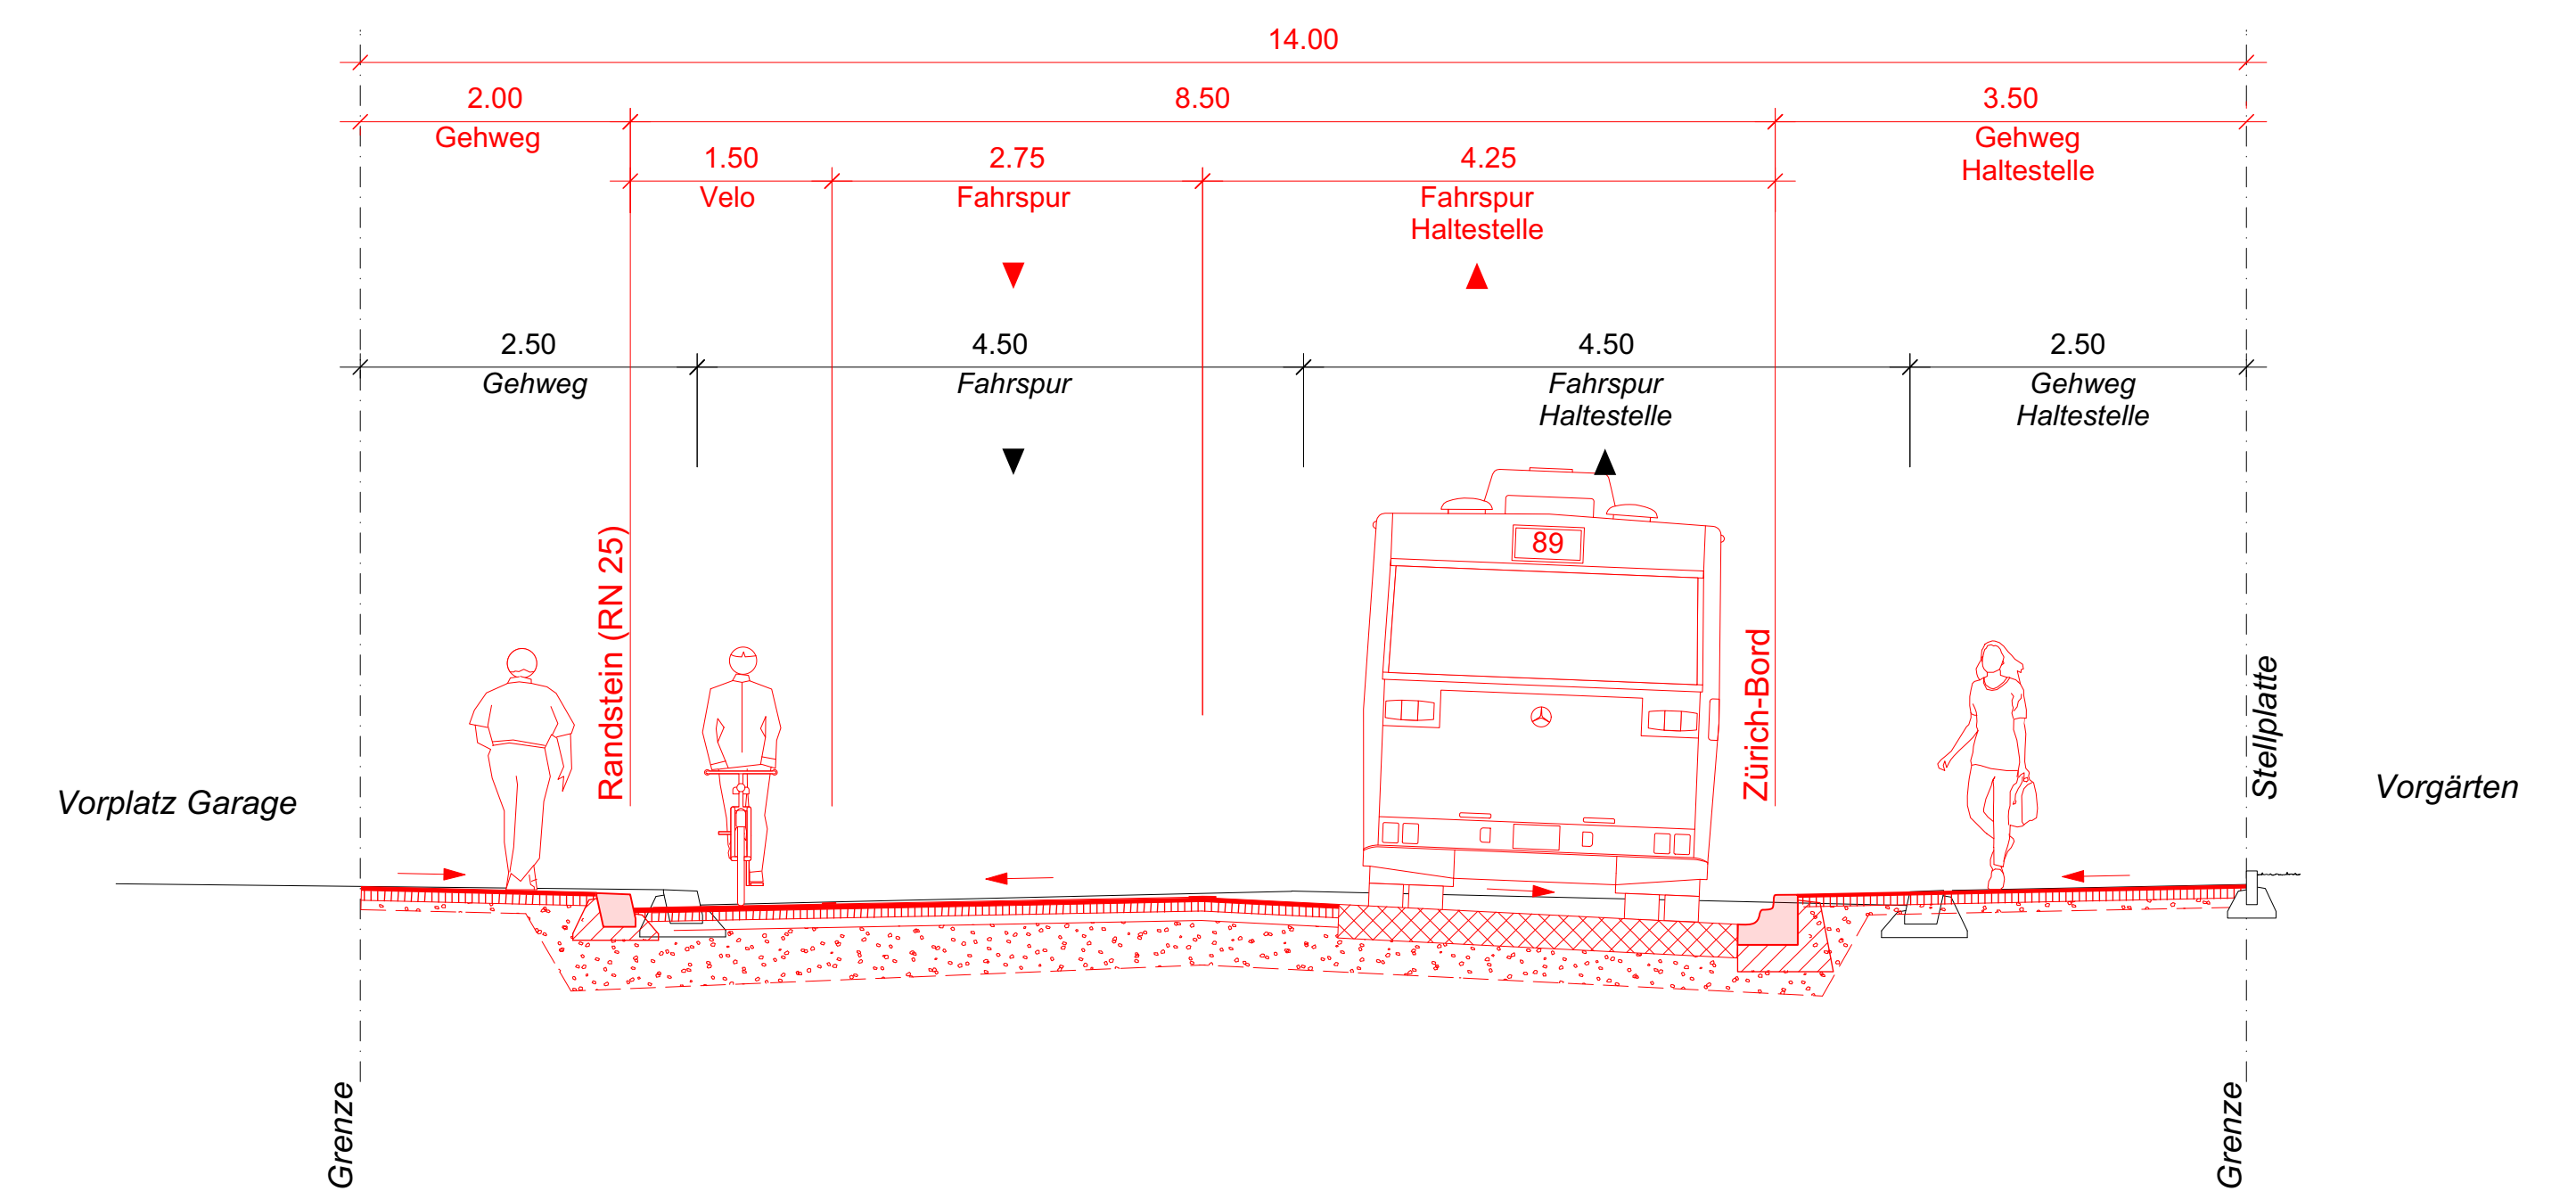 14.00
2.00
8.50
3.50
Gehweg
Gehweg
Haltestelle
1.50
2.75
4.25
Velo
Fahrspur
Fahrspur
Haltestelle
2.50
4.50
4.50
2.50
Gehweg
Fahrspur
Fahrspur
Haltestelle
Gehweg
Haltestelle
89
Randstein (RN 25)
Zürich-Bord
Stellplatte
Vorplatz Garage
Vorgärten
Grenze
Grenze